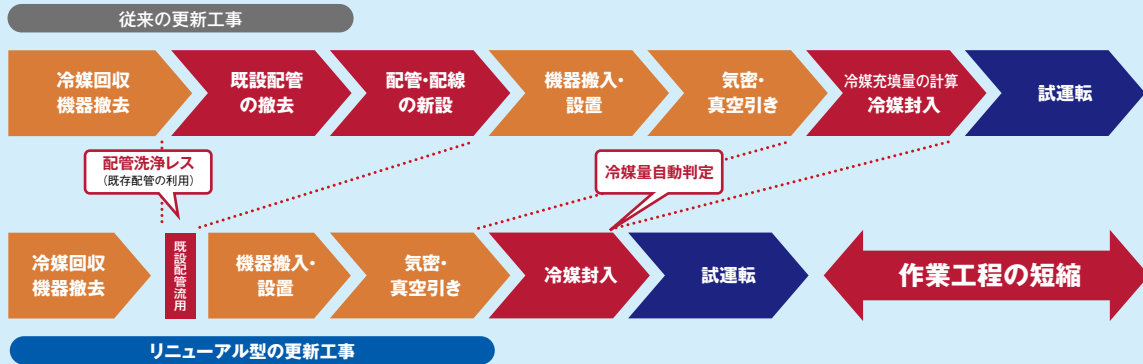 従来の更新工事
冷媒回収
機器撤去
既設配管
の撤去
配管・配線
の新設
機器搬入・
設置
気密・
真空引き
冷媒充填量の計算
冷媒封入
試運転
配管洗浄レス
（既存配管の利用）
冷媒量自動判定
冷媒回収
機器撤去
既設配管流用
機器搬入・
設置
気密・
真空引き
冷媒封入
試運転
作業工程の短縮
リニューアル型の更新工事